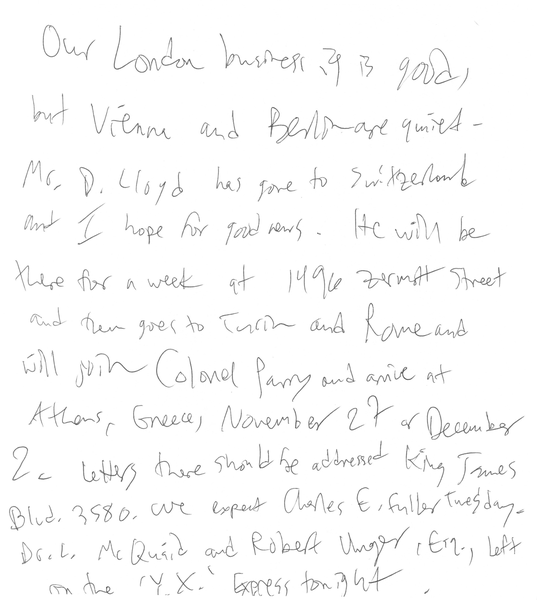 Our London business is good,
but Vienna and Berlin are quiet -
Mr. D. Lloyd has gone to Switzerland
and I hope for good news. He will be
there for a week at 1496 Zermott Street
and then goes to Turin and Rome and
will join Colonel Parry and arrive at
Athens, Greece, November 27 or December
2. Letters there should be addressed King James
Blvd. 3580. We expect Charles E. Fuller Tuesday.
Dr. L. McQuaid and Robert Unger, Esq., left
on the 'Y.X.' Express tonight.